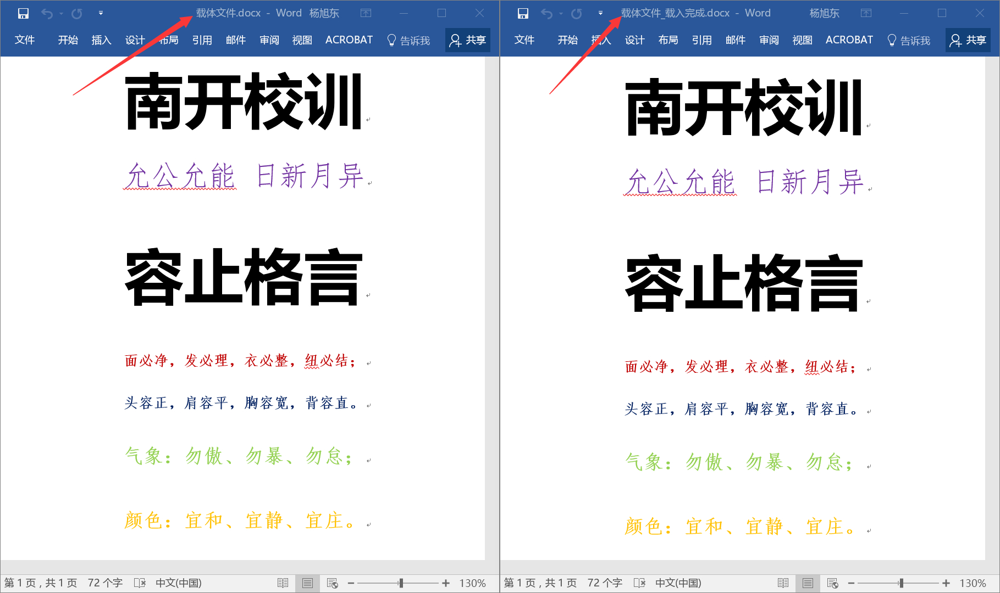 载体文件.docx - Word 杨旭东
文件 开始 插入 设计 布局 引用 邮件 审阅 视图 ACROBAT 告诉我 共享
南开校训
允公允能 日新月异
容止格言
面必净，发必理，衣必整，纽必结；
头容正，肩容平，胸容宽，背容直。
气象：勿傲、勿暴、勿怠；
颜色：宜和、宜静、宜庄。
第 1 页，共 1 页 72 个字 中文(中国) 130%
载体文件_载入完成.docx - Word 杨旭东
文件 开始 插入 设计 布局 引用 邮件 审阅 视图 ACROBAT 告诉我 共享
南开校训
允公允能 日新月异
容止格言
面必净，发必理，衣必整，纽必结；
头容正，肩容平，胸容宽，背容直。
气象：勿傲、勿暴、勿怠；
颜色：宜和、宜静、宜庄。
第 1 页，共 1 页 72 个字 中文(中国) 130%